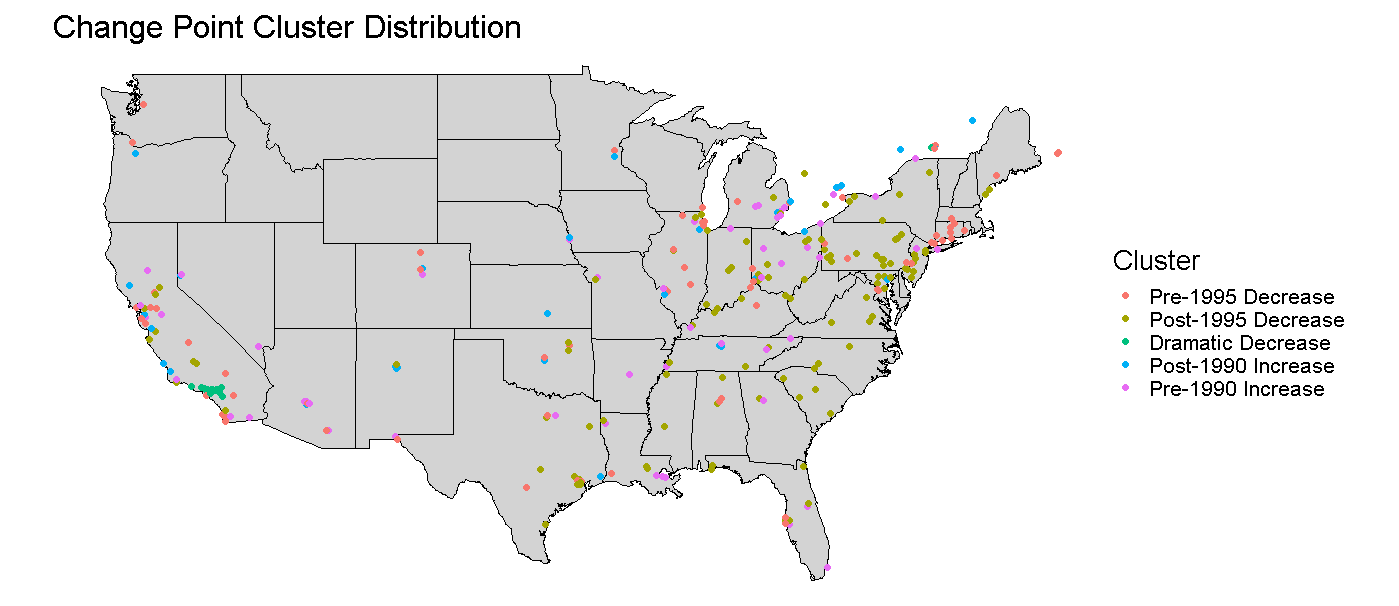 Change Point Cluster Distribution
Cluster
Pre-1995 Decrease
Post-1995 Decrease
Dramatic Decrease
Post-1990 Increase
Pre-1990 Increase